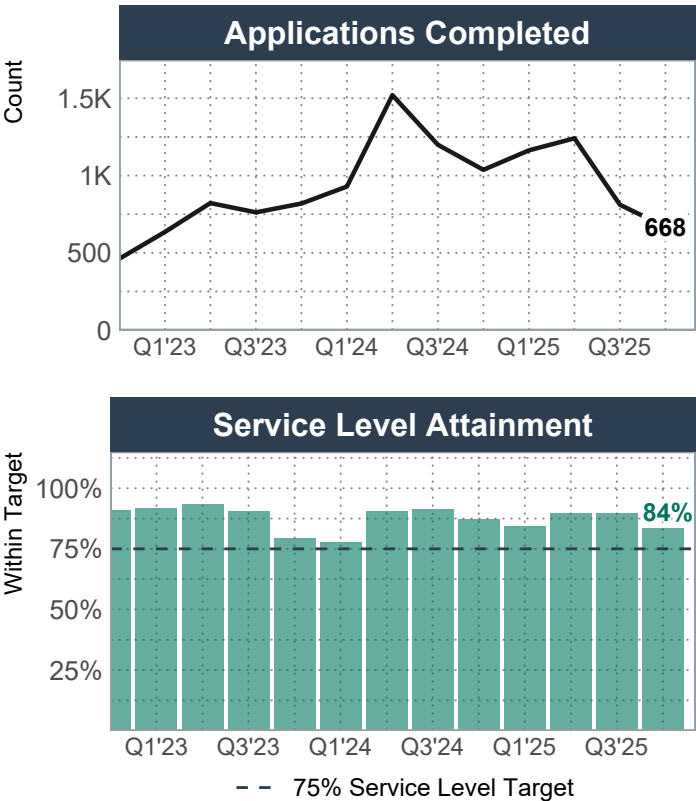 Applications Completed
Count
1.5K
1K
500
0
668
Q1'23 Q3'23 Q1'24 Q3'24 Q1'25 Q3'25
Service Level Attainment
Within Target
100%
75%
50%
25%
84%
Q1'23 Q3'23 Q1'24 Q3'24 Q1'25 Q3'25
75% Service Level Target